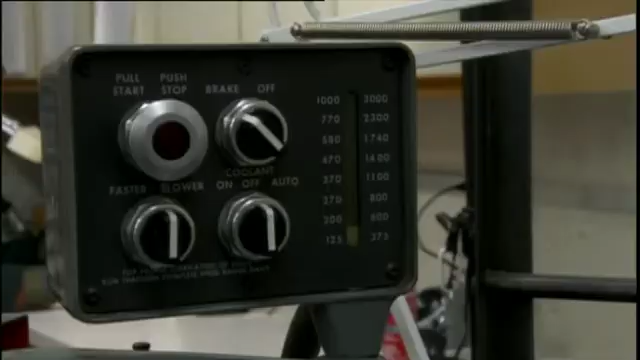 PULL PUSH
START STOP
BRAKE OFF
COOLANT
FASTER SLOWER ON OFF AUTO
1000 3000
770 2300
580 1740
470 1400
370 1100
270 800
200 600
125 375